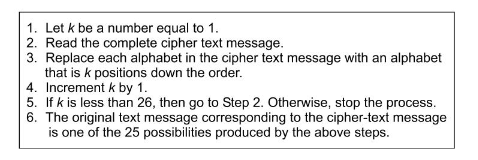 1. Let k be a number equal to 1.
2. Read the complete cipher text message.
3. Replace each alphabet in the cipher text message with an alphabet
that is k positions down the order.
4. Increment k by 1.
5. If k is less than 26, then go to Step 2. Otherwise, stop the process.
6. The original text message corresponding to the cipher-text message
is one of the 25 possibilities produced by the above steps.